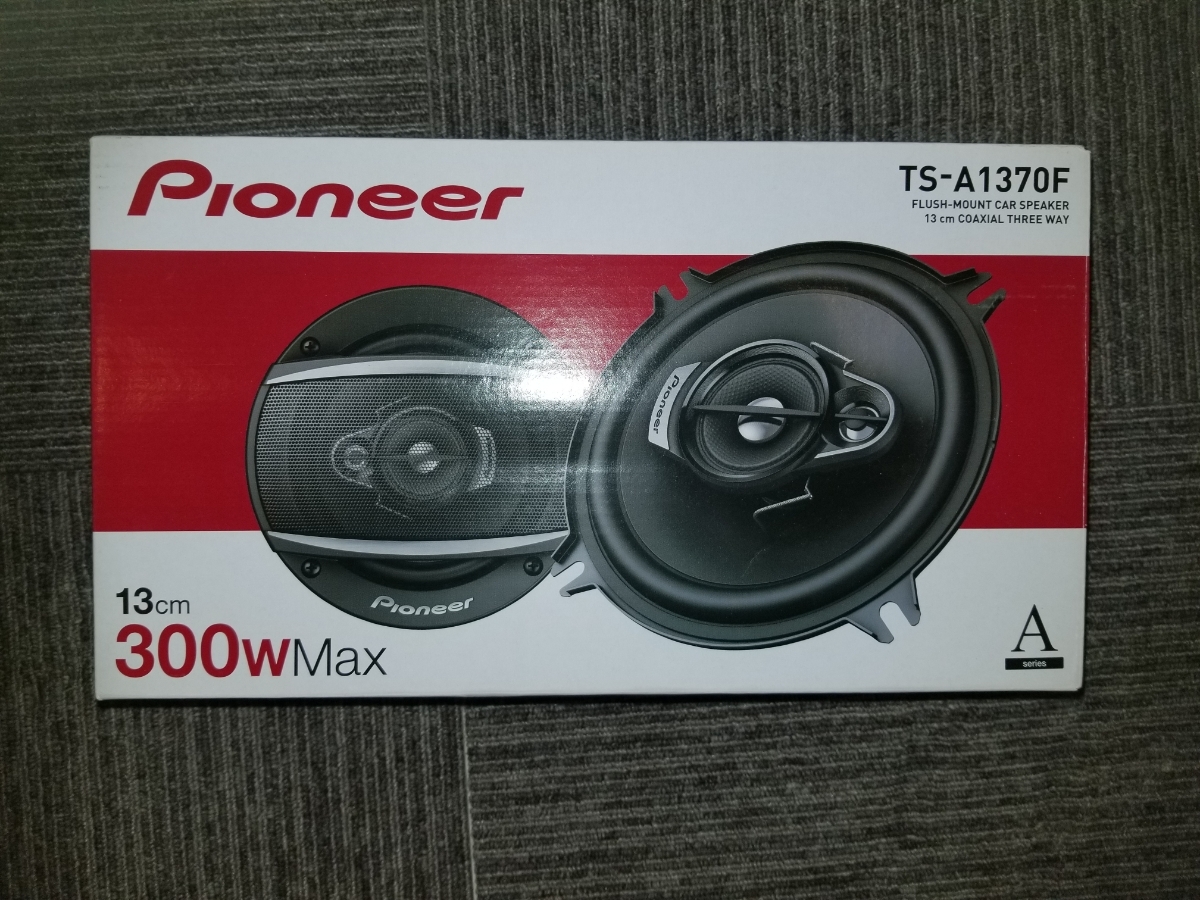 Pioneer
TS-A1370F
FLUSH-MOUNT CAR SPEAKER
13 cm COAXIAL THREE WAY
Pioneer
Pioneer
13cm
300wMax
A
series